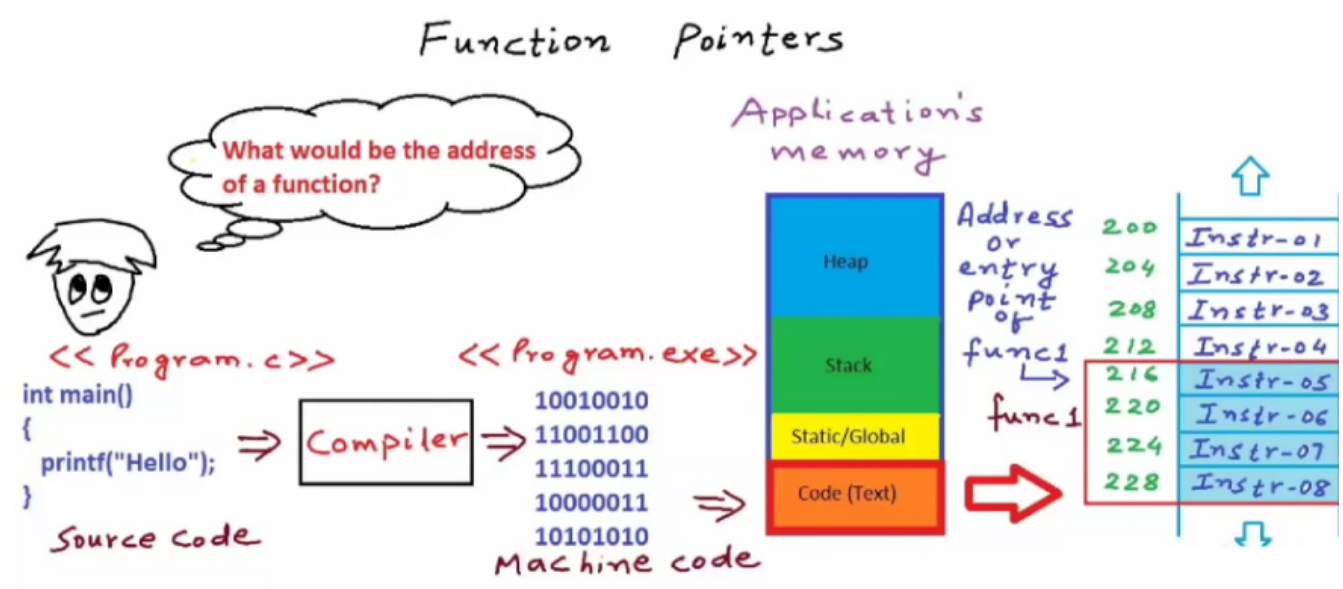 Function Pointers
What would be the address
of a function?
<< Program.c>>
int main()
{
printf("Hello");
}
Source code
Compiler
<< Program.exe>>
10010010
11001100
11100011
10000011
10101010
Machine code
Application's
memory
Heap
Stack
Static/Global
Code (Text)
Address
or
entry
point
of
func1
func1
200 Instr-01
204 Instr-02
208 Instr-03
212 Instr-04
216 Instr-05
220 Instr-06
224 Instr-07
228 Instr-08